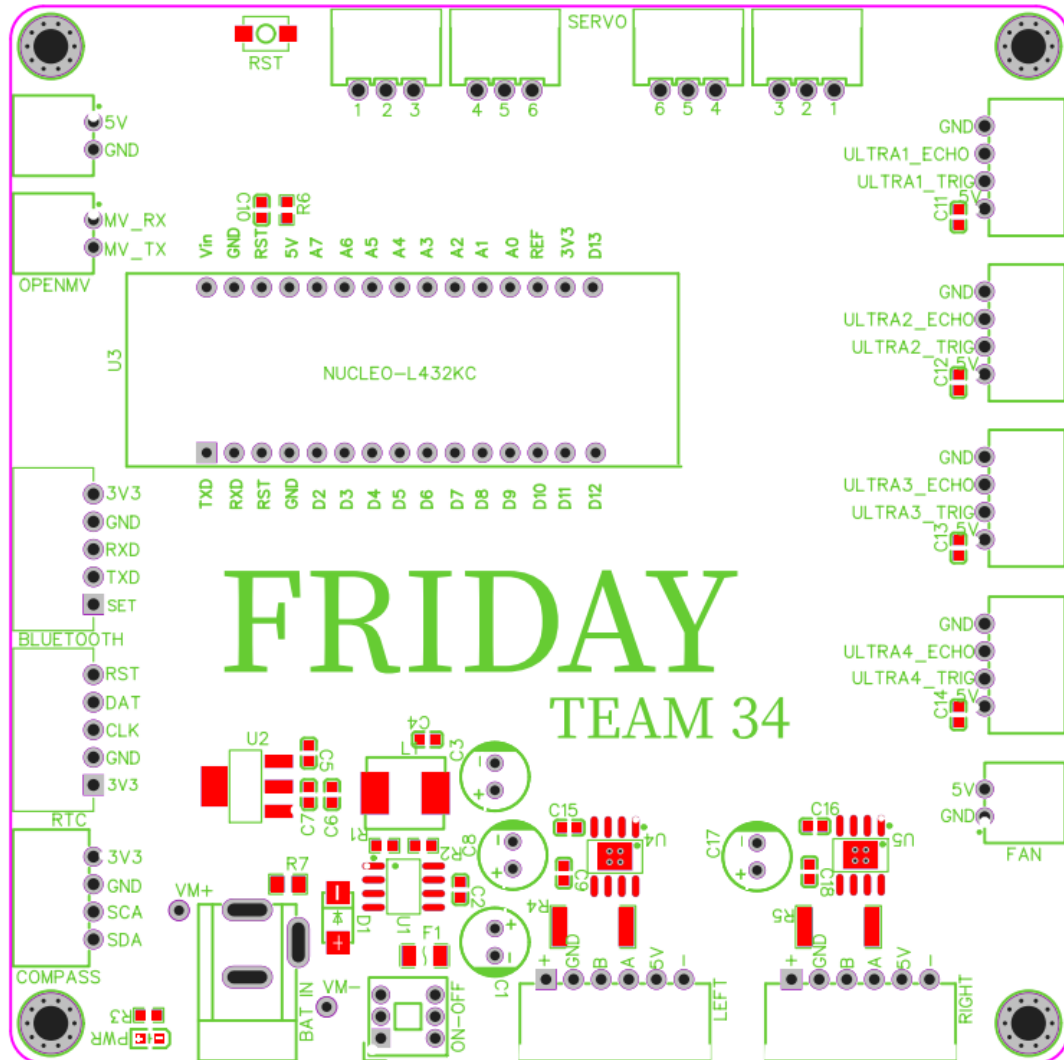 SERVO
RST
1 2 3
4 5 6
6 5 4
3 2 1
5V
GND
MV_RX
MV_TX
OPENMV
C10
R6
Vin GND RST 5V A7 A6 A5 A4 A3 A2 A1 A0 REF 3V3 D13
U3
NUCLEO-L432KC
TXD RXD RST GND D2 D3 D4 D5 D6 D7 D8 D9 D10 D11 D12
GND
ULTRA1_ECHO
ULTRA1_TRIG
5V
C11
GND
ULTRA2_ECHO
ULTRA2_TRIG
5V
C12
GND
ULTRA3_ECHO
ULTRA3_TRIG
5V
C13
GND
ULTRA4_ECHO
ULTRA4_TRIG
5V
C14
3V3
GND
RXD
TXD
SET
BLUETOOTH
RST
DAT
CLK
GND
3V3
RTC
FRIDAY
TEAM 34
U2
C5
C7
C6
L1
C4
C3
R1
R2
C8
C15
U4
C9
C17
C16
U5
C18
5V
GND
FAN
3V3
GND
SCA
SDA
COMPASS
VM+
R7
D1
U1
C2
F1
C1
R4
R5
+ GND B A 5V -
LEFT
+ GND B A 5V -
RIGHT
VM-
BAT IN
ON-OFF
R3
PWR